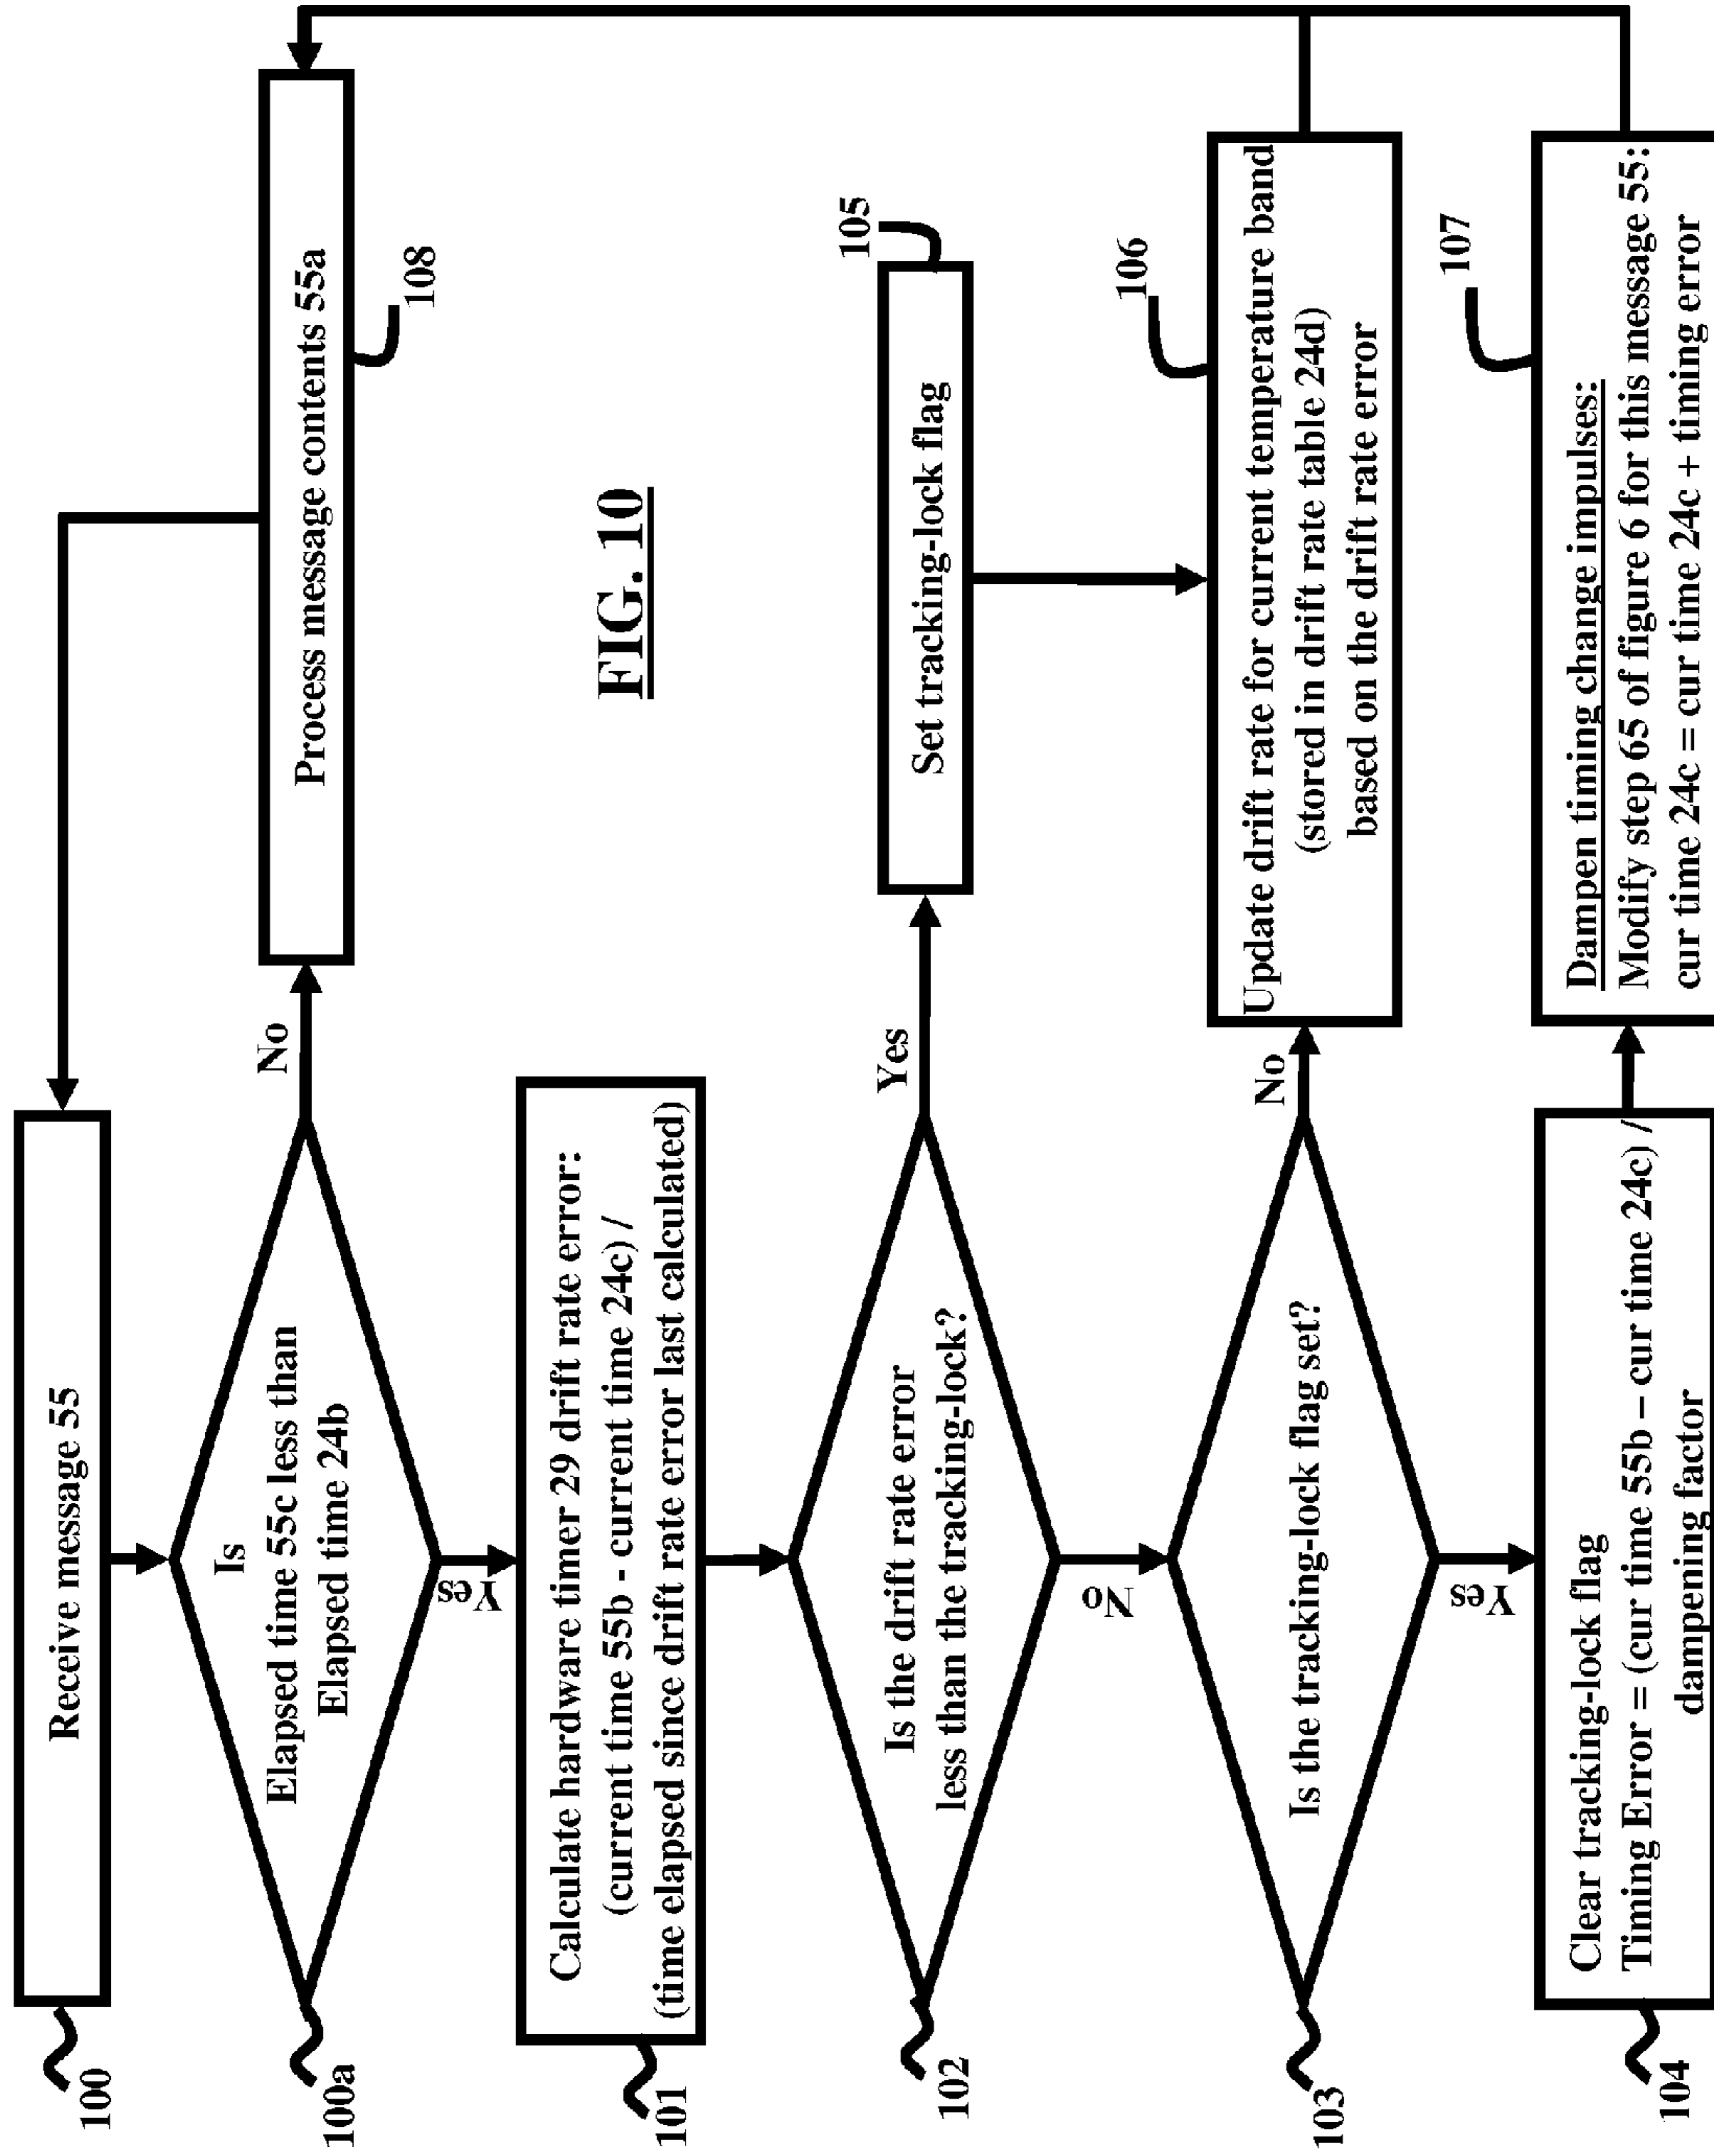 100
Receive message 55
100a
Is
Elapsed time 55c less than
Elapsed time 24b
No
Yes
Process message contents 55a
108
101
Calculate hardware timer 29 drift rate error:
(current time 55b - current time 24c) /
(time elapsed since drift rate error last calculated)
FIG. 10
102
Is the drift rate error
less than the tracking-lock?
Yes
No
Set tracking-lock flag
105
103
Is the tracking-lock flag set?
No
Yes
Update drift rate for current temperature band
(stored in drift rate table 24d)
based on the drift rate error
106
104
Clear tracking-lock flag
Timing Error = (cur time 55b – cur time 24c) /
dampening factor
Dampen timing change impulses:
Modify step 65 of figure 6 for this message 55:
cur time 24c = cur time 24c + timing error
107